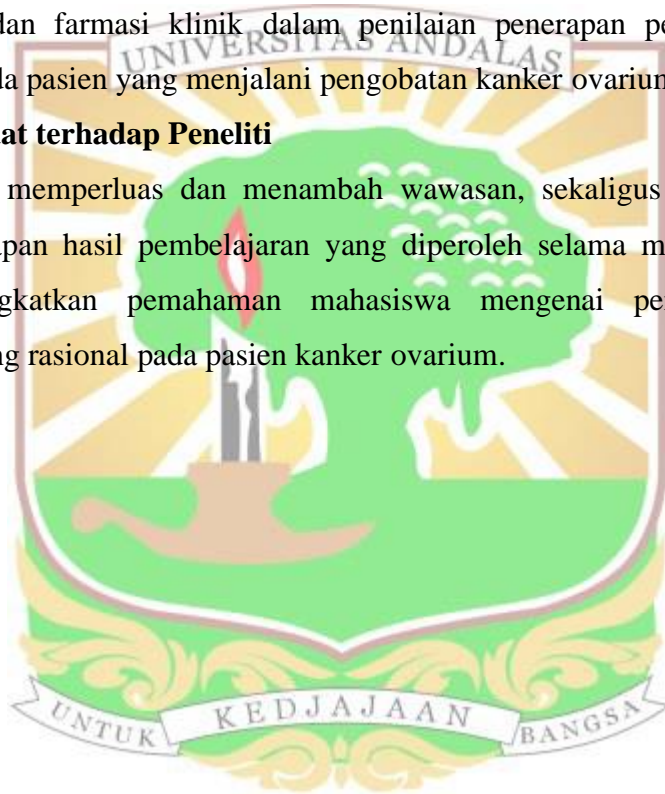 dan farmasi klinik dalam penilaian penerapan pe
UNIVERSITAS ANDALAS
da pasien yang menjalani pengobatan kanker ovarium
at terhadap Peneliti
memperluas dan menambah wawasan, sekaligus
apan hasil pembelajaran yang diperoleh selama m
gkatkan pemahaman mahasiswa mengenai pe
ng rasional pada pasien kanker ovarium.
UNTUK KEDJAJAAN BANGSA